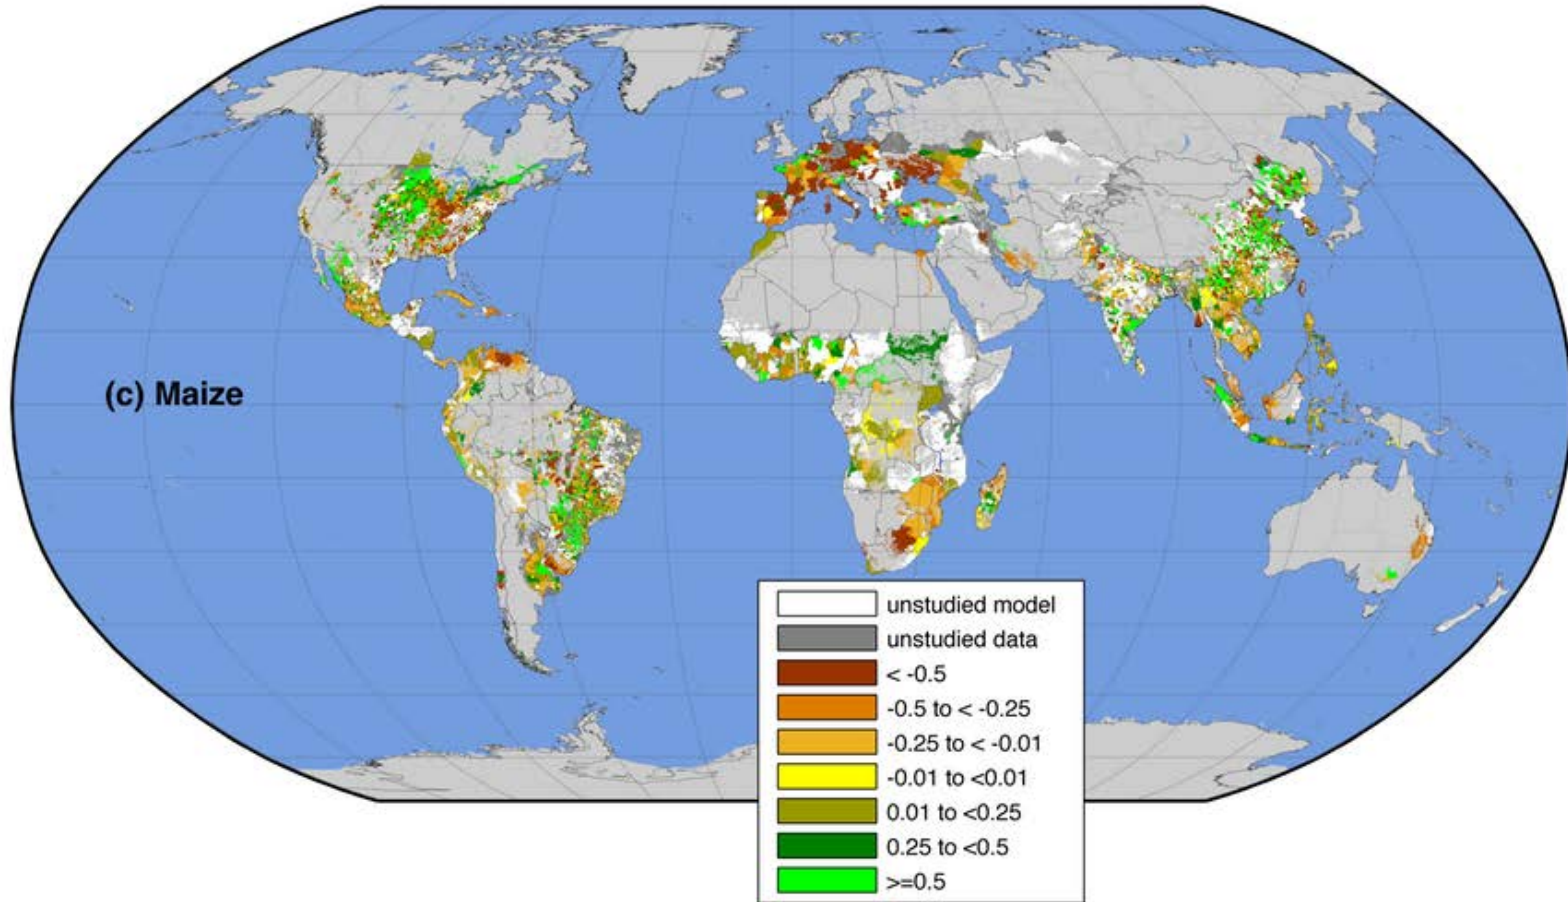 (c) Maize
unstudied model
unstudied data
< -0.5
-0.5 to < -0.25
-0.25 to < -0.01
-0.01 to <0.01
0.01 to <0.25
0.25 to <0.5
>=0.5